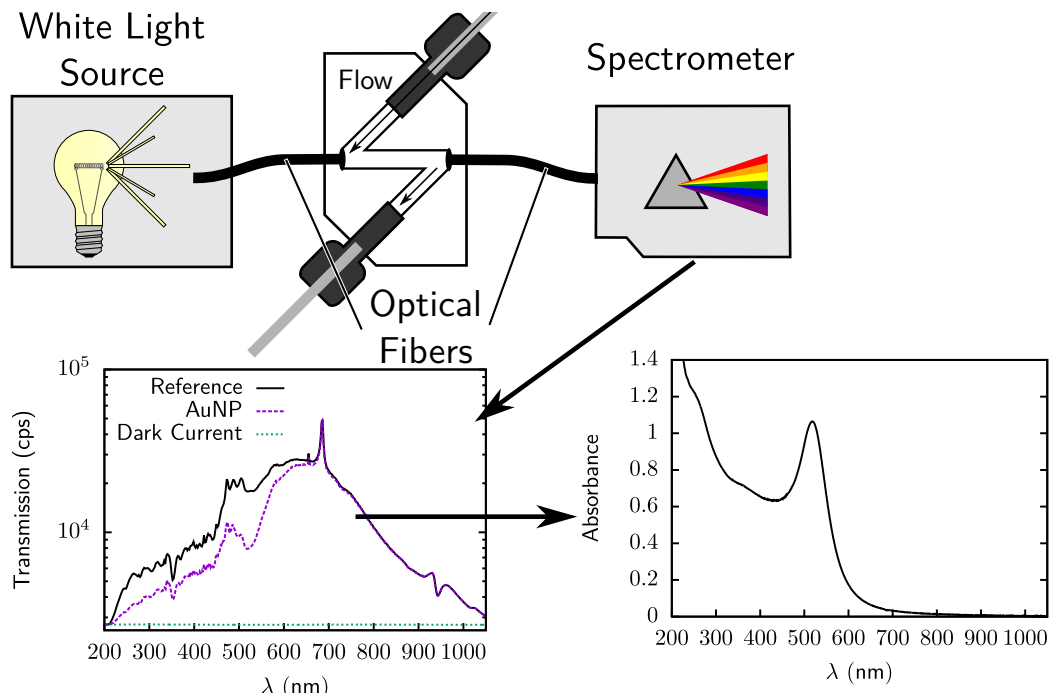 White Light
Source
Flow
Spectrometer
Optical
Fibers
10^5
10^4
Transmission (cps)
Reference
AuNP
Dark Current
200 300 400 500 600 700 800 900 1000
λ (nm)
1.4
1.2
1
0.8
0.6
0.4
0.2
0
Absorbance
200 300 400 500 600 700 800 900 1000
λ (nm)